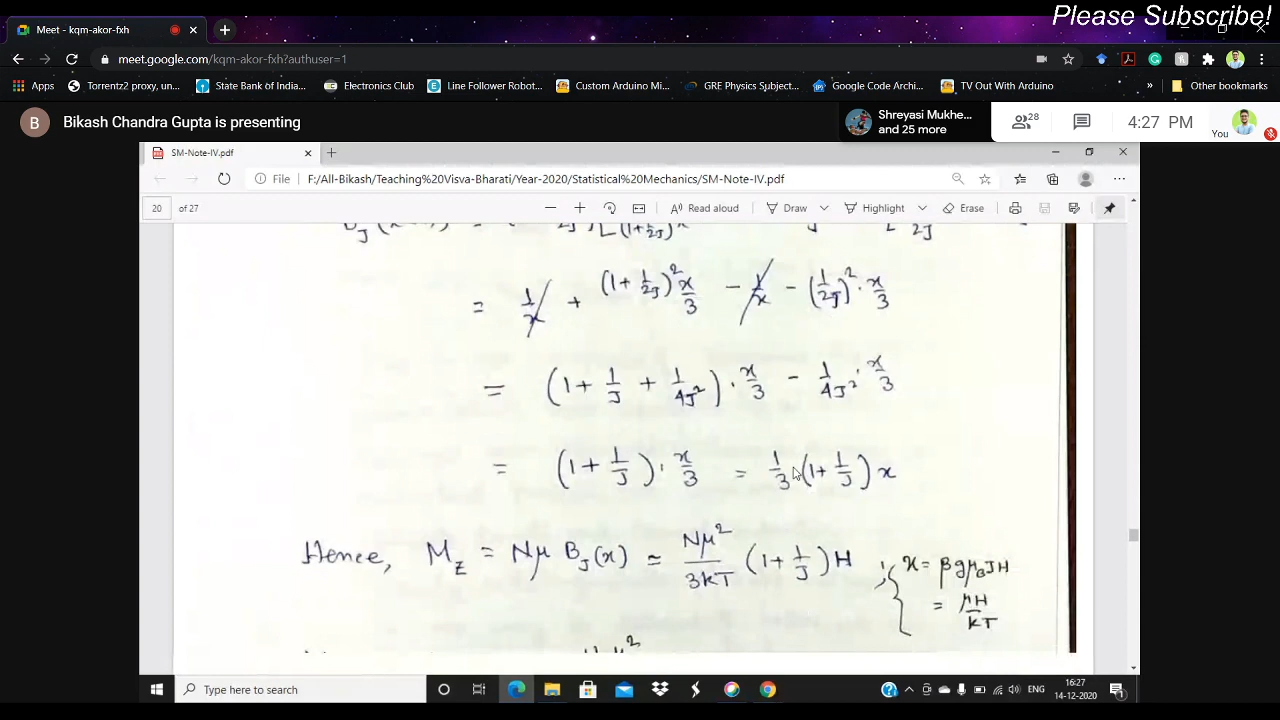 Please Subscribe!
Meet - kqm-akor-fxh
meet.google.com/kqm-akor-fxh?authuser=1
Apps Torrentz2 proxy, un... State Bank of India... Electronics Club Line Follower Robot... Custom Arduino Mi... GRE Physics Subject... Google Code Archi... TV Out With Arduino » Other bookmarks
B Bikash Chandra Gupta is presenting
Shreyasi Mukhe...
and 25 more
28
4:27 PM
You
SM-Note-IV.pdf
File F:/All-Bikash/Teaching%20Visva-Bharati/Year-2020/Statistical%20Mechanics/SM-Note-IV.pdf
20 of 27 Read aloud Draw Highlight Erase
= 1/x + (1 + 1/2J)² x/3 - 1/x - (1/2J)² · x/3
= (1 + 1/J + 1/4J²) · x/3 - 1/4J² · x/3
= (1 + 1/J) · x/3 = 1/3 (1 + 1/J) x
Hence, M_z = Nμ B_J(x) ≃ Nμ²/3kT (1 + 1/J) H ; { x = βgμ_B JH
= μH/kT
Type here to search
ENG
16:27
14-12-2020